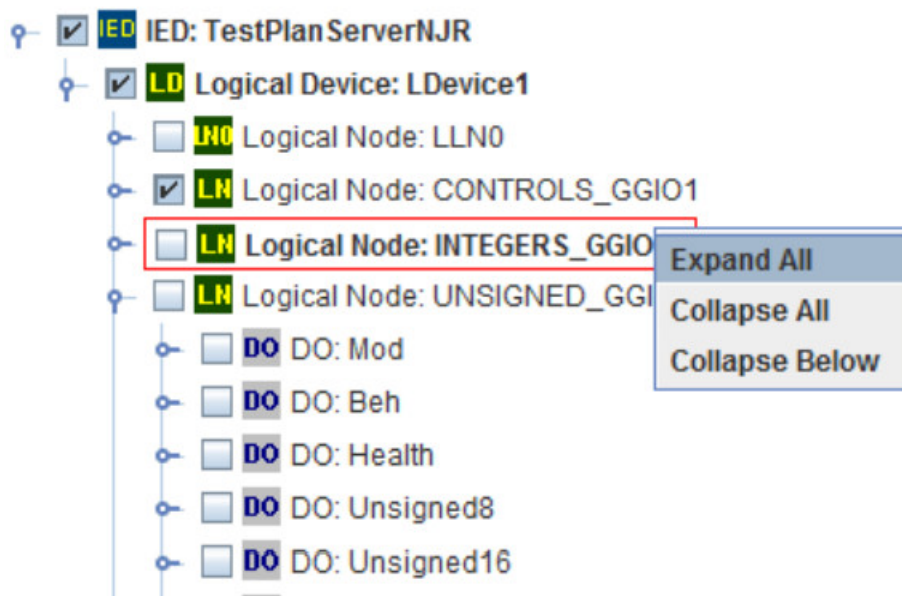 IED IED: TestPlanServerNJR
LD Logical Device: LDevice1
LN0 Logical Node: LLN0
LN Logical Node: CONTROLS_GGIO1
LN Logical Node: INTEGERS_GGIO
LN Logical Node: UNSIGNED_GGI
Expand All
Collapse All
Collapse Below
DO DO: Mod
DO DO: Beh
DO DO: Health
DO DO: Unsigned8
DO DO: Unsigned16